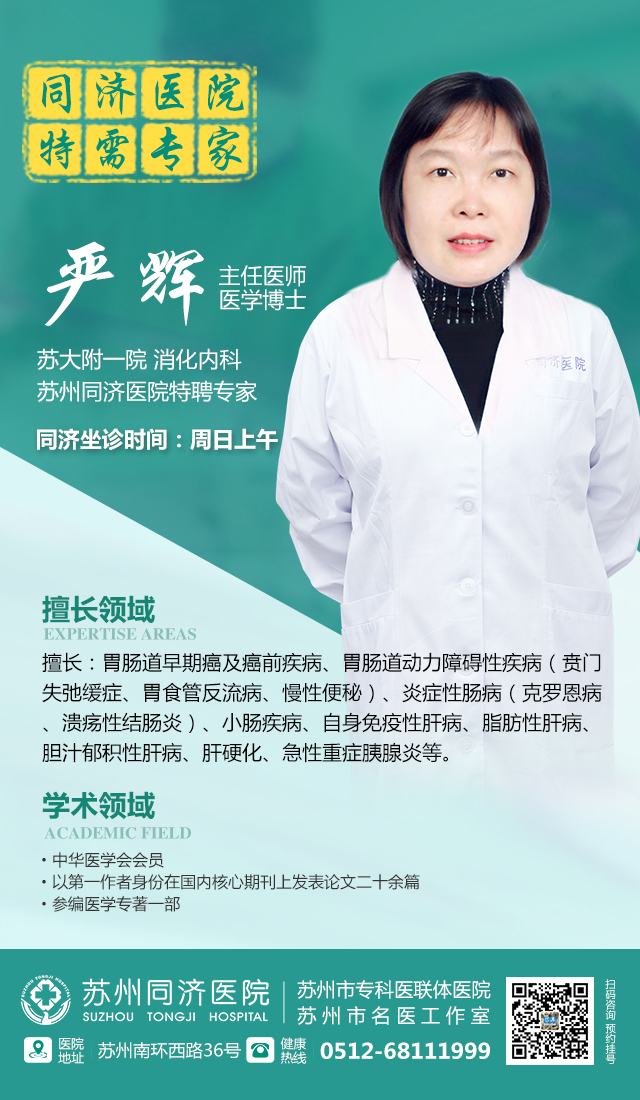 同济医院
特需专家
严辉
主任医师
医学博士
苏大附一院 消化内科
苏州同济医院特聘专家
同济坐诊时间：周日上午
同济医院
擅长领域
EXPERTISE AREAS
擅长：胃肠道早期癌及癌前疾病、胃肠道动力障碍性疾病（贲门
失弛缓症、胃食管反流病、慢性便秘）、炎症性肠病（克罗恩病
、溃疡性结肠炎）、小肠疾病、自身免疫性肝病、脂肪性肝病、
胆汁郁积性肝病、肝硬化、急性重症胰腺炎等。
学术领域
ACADEMIC FIELD
·中华医学会会员
·以第一作者身份在国内核心期刊上发表论文二十余篇
·参编医学专著一部
SUZHOU TONGJI HOSPITAL
苏州同济医院
SUZHOU TONGJI HOSPITAL
苏州市专科医联体医院
苏州市名医工作室
医院
地址
苏州南环西路36号
健康
热线
0512-68111999
扫码咨询 预约挂号